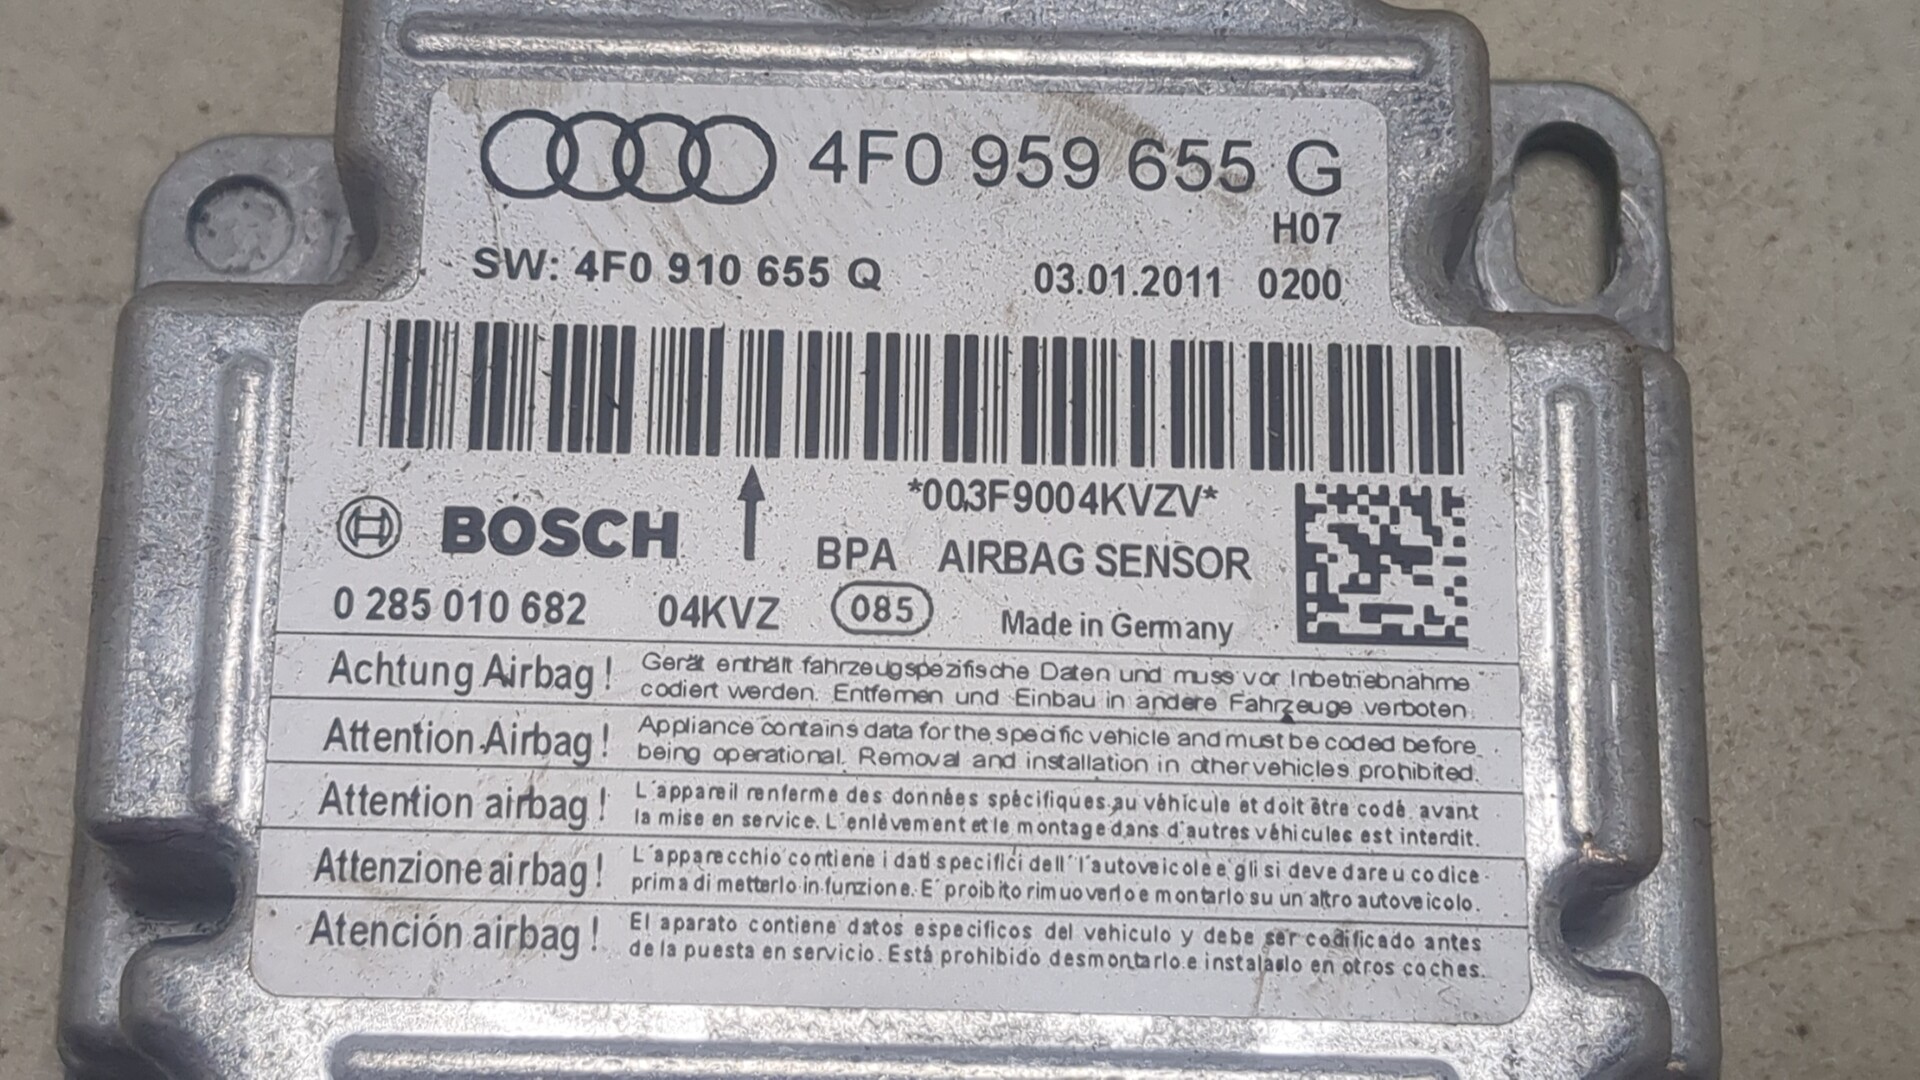 4F0 959 655 G
H07
SW: 4F0 910 655 Q 03.01.2011 0200
*003F9004KVZV*
BOSCH BPA AIRBAG SENSOR
0 285 010 682 04KVZ 085 Made in Germany
Achtung Airbag! Gerät enthält fahrzeugspezifische Daten und muss vor Inbetriebnahme
codiert werden. Entfernen und Einbau in andere Fahrzeuge verboten.
Attention Airbag! Appliance contains data for the specific vehicle and must be coded before
being operational. Removal and installation in other vehicles prohibited.
Attention airbag! L'appareil renferme des données spécifiques au véhicule et doit être codé avant
la mise en service. L'enlèvement et le montage dans d'autres véhicules est interdit.
Attenzione airbag! L'apparecchio contiene i dati specifici dell' l'autoveicolo e gli si deve dare u codice
prima di metterlo in funzione. E' proibito rimuoverlo e montarlo su un altro autoveicolo.
Atención airbag! El aparato contiene datos especificos del vehiculo y debe ser codificado antes
de la puesta en servicio. Está prohibido desmontarlo e instalarlo en otros coches.